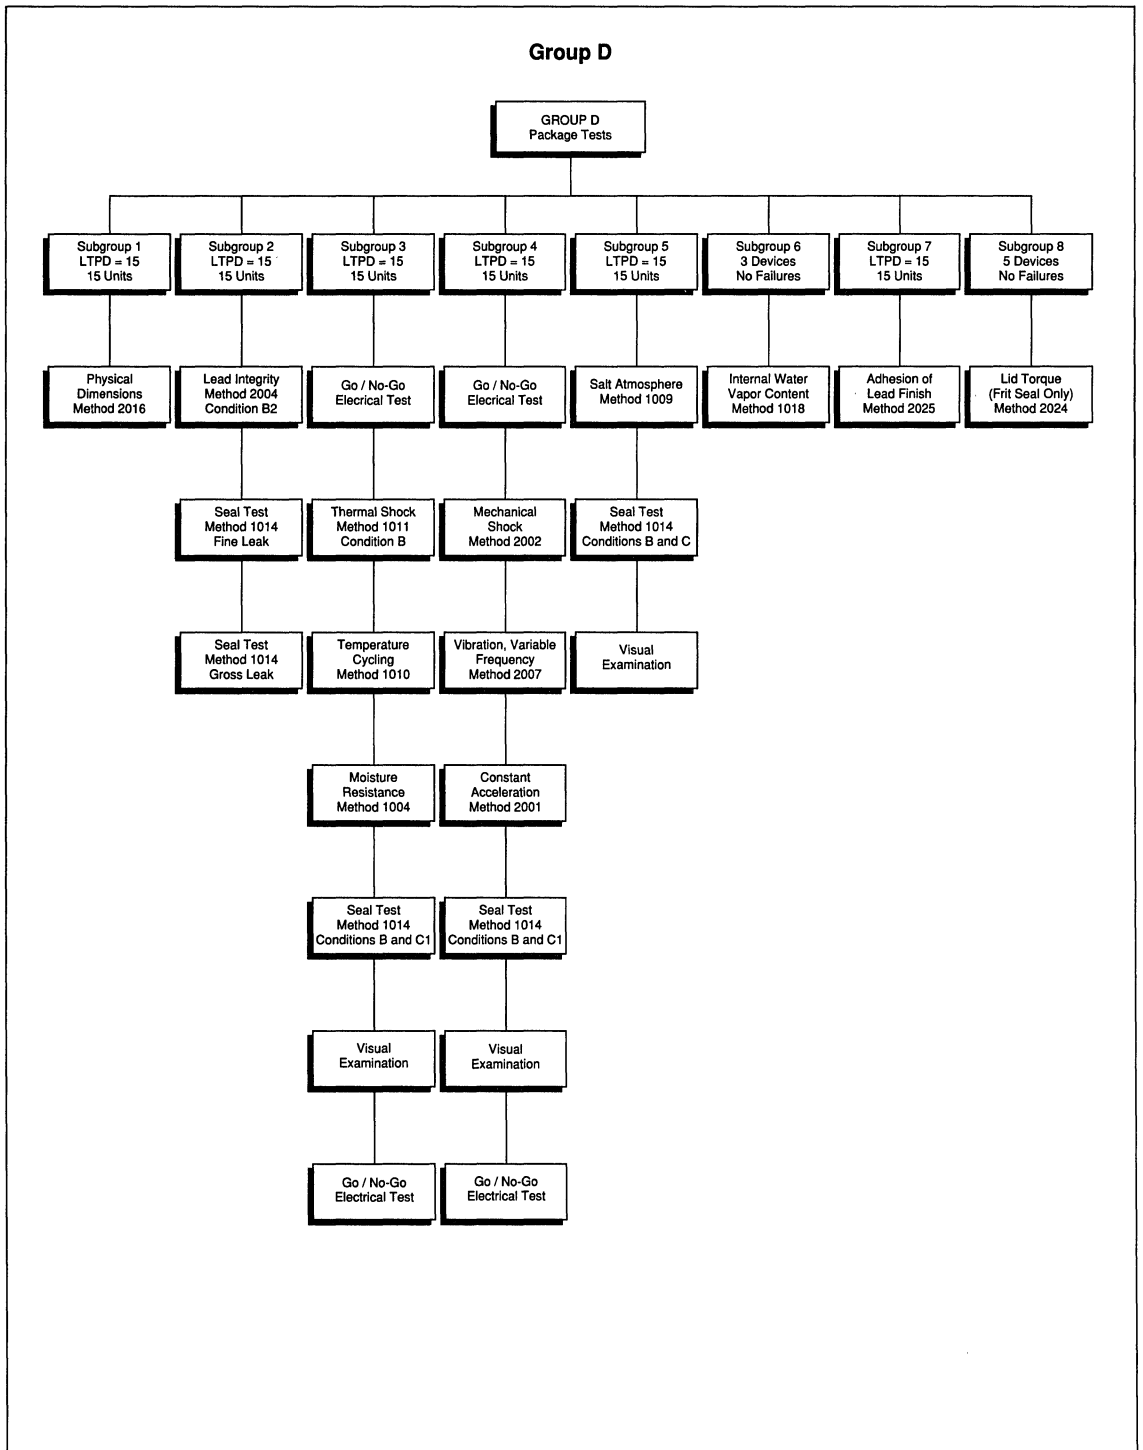 Group D
GROUP D
Package Tests
Subgroup 1
LTPD = 15
15 Units
Subgroup 2
LTPD = 15
15 Units
Subgroup 3
LTPD = 15
15 Units
Subgroup 4
LTPD = 15
15 Units
Subgroup 5
LTPD = 15
15 Units
Subgroup 6
3 Devices
No Failures
Subgroup 7
LTPD = 15
15 Units
Subgroup 8
5 Devices
No Failures
Physical
Dimensions
Method 2016
Lead Integrity
Method 2004
Condition B2
Go / No-Go
Elecrical Test
Go / No-Go
Elecrical Test
Salt Atmosphere
Method 1009
Internal Water
Vapor Content
Method 1018
Adhesion of
Lead Finish
Method 2025
Lid Torque
(Frit Seal Only)
Method 2024
Seal Test
Method 1014
Fine Leak
Thermal Shock
Method 1011
Condition B
Mechanical
Shock
Method 2002
Seal Test
Method 1014
Conditions B and C
Seal Test
Method 1014
Gross Leak
Temperature
Cycling
Method 1010
Vibration, Variable
Frequency
Method 2007
Visual
Examination
Moisture
Resistance
Method 1004
Constant
Acceleration
Method 2001
Seal Test
Method 1014
Conditions B and C1
Seal Test
Method 1014
Conditions B and C1
Visual
Examination
Visual
Examination
Go / No-Go
Electrical Test
Go / No-Go
Electrical Test